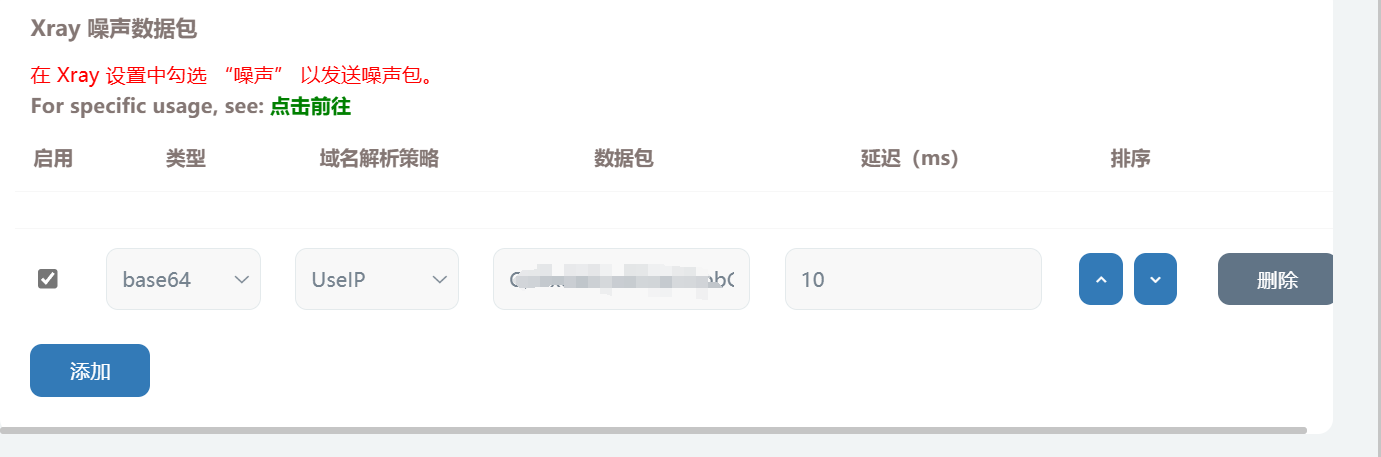 Xray 噪声数据包
在 Xray 设置中勾选 “噪声” 以发送噪声包。
For specific usage, see: 点击前往
启用 类型 域名解析策略 数据包 延迟（ms） 排序
base64 UseIP 10 删除
添加